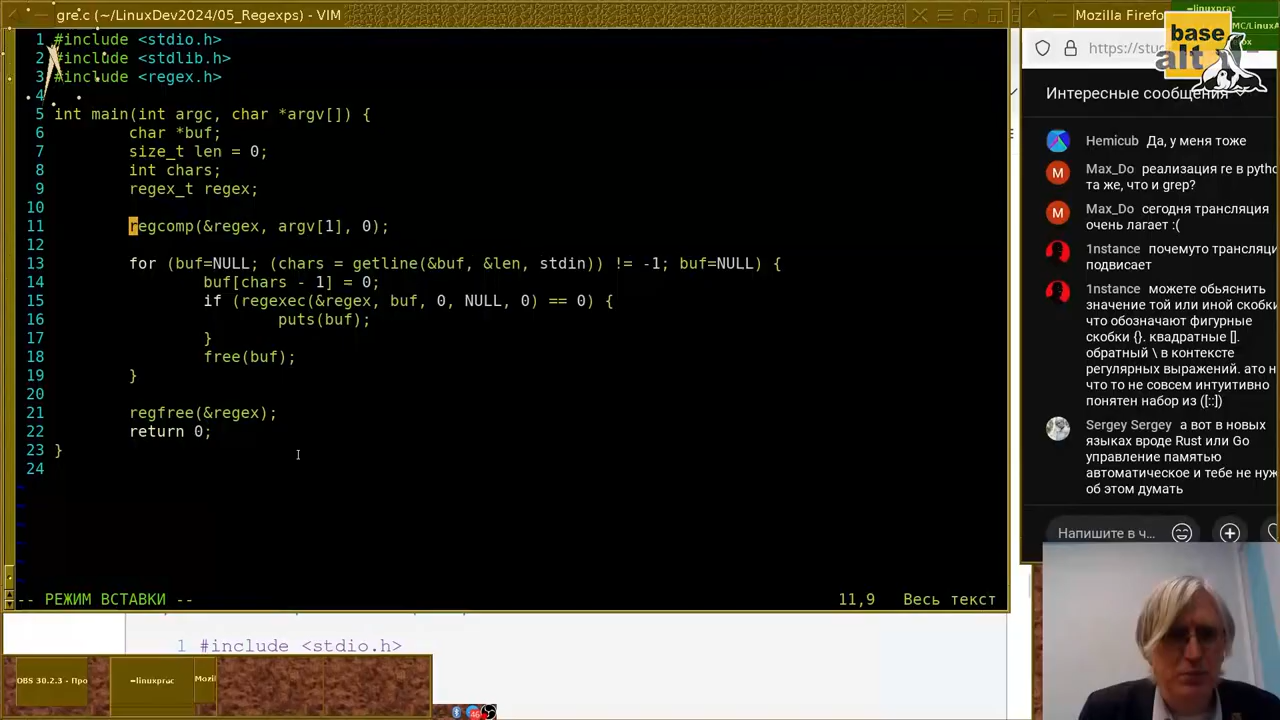 gre.c (~/LinuxDev2024/05_Regexps) - VIM
1 #include <stdio.h>
2 #include <stdlib.h>
3 #include <regex.h>
4
5 int main(int argc, char *argv[]) {
6 char *buf;
7 size_t len = 0;
8 int chars;
9 regex_t regex;
10
11 regcomp(&regex, argv[1], 0);
12
13 for (buf=NULL; (chars = getline(&buf, &len, stdin)) != -1; buf=NULL) {
14 buf[chars - 1] = 0;
15 if (regexec(&regex, buf, 0, NULL, 0) == 0) {
16 puts(buf);
17 }
18 free(buf);
19 }
20
21 regfree(&regex);
22 return 0;
23 }
24
-- РЕЖИМ ВСТАВКИ --
11,9 Весь текст
1 #include <stdio.h>
OBS 30.2.3 - Про
~linuxprac
Mozil
Mozilla Firefo
~linuxprac
base
alt
https://stu
Интересные сообщения
Hemicub Да, у меня тоже
Max_Do реализация re в pytho
та же, что и grep?
Max_Do сегодня трансляция
очень лагает :(
1nstance почемуто трансляци
подвисает
1nstance можете обьяснить
значение той или иной скобки
что обозначают фигурные
скобки {}. квадратные [].
обратный \ в контексте
регулярных выражений. ато н
что то не совсем интуитивно
понятен набор из ([::])
Sergey Sergey а вот в новых
языках вроде Rust или Go
управление памятью
автоматическое и тебе не нуж
об этом думать
Напишите в ч...